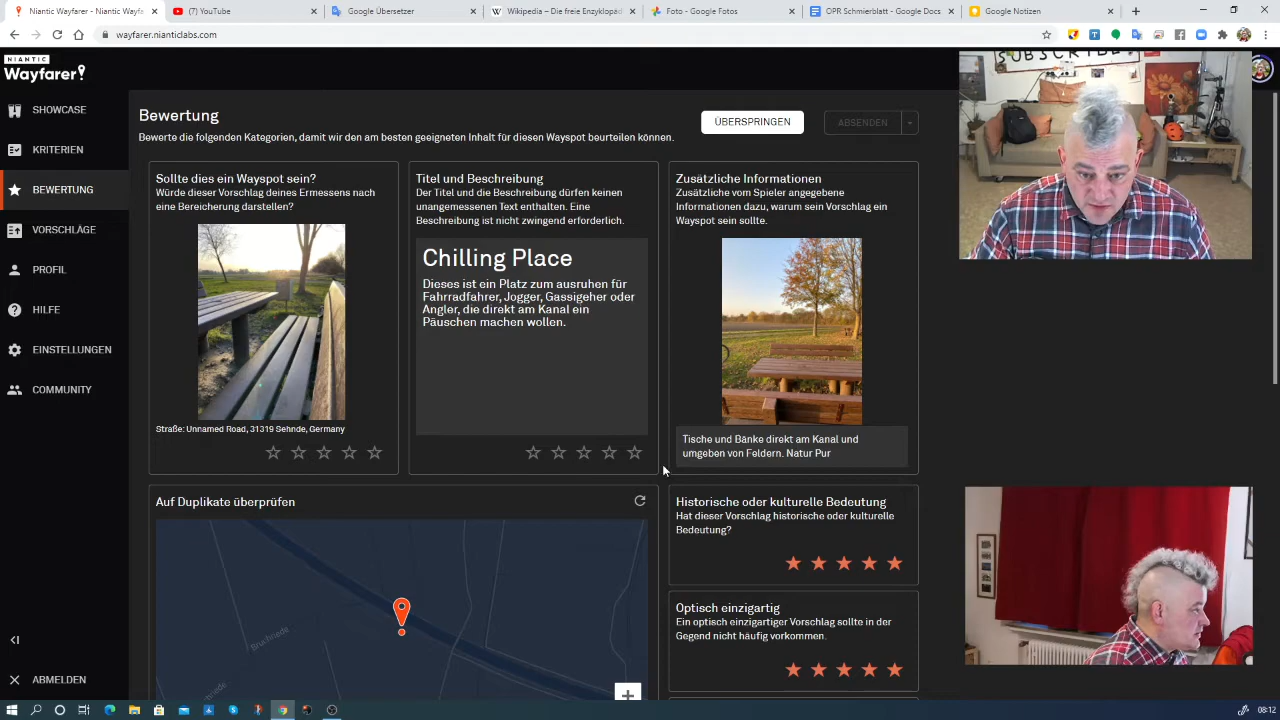 Niantic Wayfarer - Niantic Wayfa
(?) YouTube
Google Übersetzer
Wikipedia – Die freie Enzyklopäd
Foto - Google Fotos
OPR Schmierblatt - Google Docs
Google Notizen
wayfarer.nianticlabs.com
NIANTIC
Wayfarer
SHOWCASE
KRITERIEN
BEWERTUNG
VORSCHLÄGE
PROFIL
HILFE
EINSTELLUNGEN
COMMUNITY
ABMELDEN
Bewertung
Bewerte die folgenden Kategorien, damit wir den am besten geeigneten Inhalt für diesen Wayspot beurteilen können.
ÜBERSPRINGEN
ABSENDEN
Sollte dies ein Wayspot sein?
Würde dieser Vorschlag deines Ermessens nach
eine Bereicherung darstellen?
Straße: Unnamed Road, 31319 Sehnde, Germany
Titel und Beschreibung
Der Titel und die Beschreibung dürfen keinen
unangemessenen Text enthalten. Eine
Beschreibung ist nicht zwingend erforderlich.
Chilling Place
Dieses ist ein Platz zum ausruhen für
Fahrradfahrer, Jogger, Gassigeher oder
Angler, die direkt am Kanal ein
Päuschen machen wollen.
Zusätzliche Informationen
Zusätzliche vom Spieler angegebene
Informationen dazu, warum sein Vorschlag ein
Wayspot sein sollte.
Tische und Bänke direkt am Kanal und
umgeben von Feldern. Natur Pur
Auf Duplikate überprüfen
Bruchriede
Historische oder kulturelle Bedeutung
Hat dieser Vorschlag historische oder kulturelle
Bedeutung?
Optisch einzigartig
Ein optisch einzigartiger Vorschlag sollte in der
Gegend nicht häufig vorkommen.
SUBSCRIBE
08:12